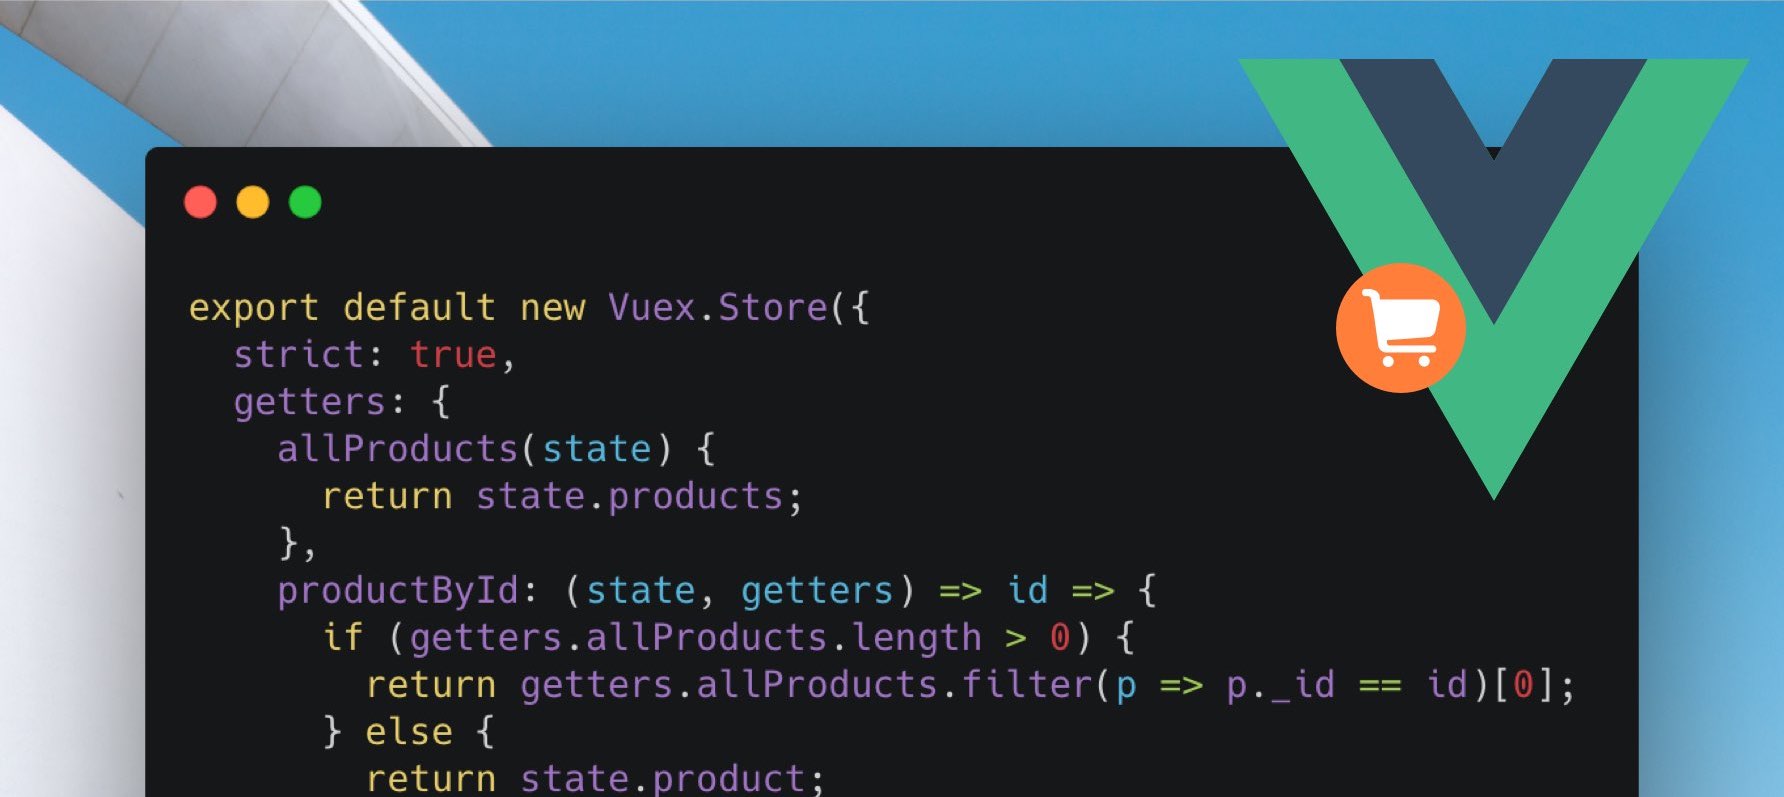 export default new Vuex.Store({
  strict: true,
  getters: {
    allProducts(state) {
      return state.products;
    },
    productById: (state, getters) => id => {
      if (getters.allProducts.length > 0) {
        return getters.allProducts.filter(p => p._id == id)[0];
      } else {
        return state.product;